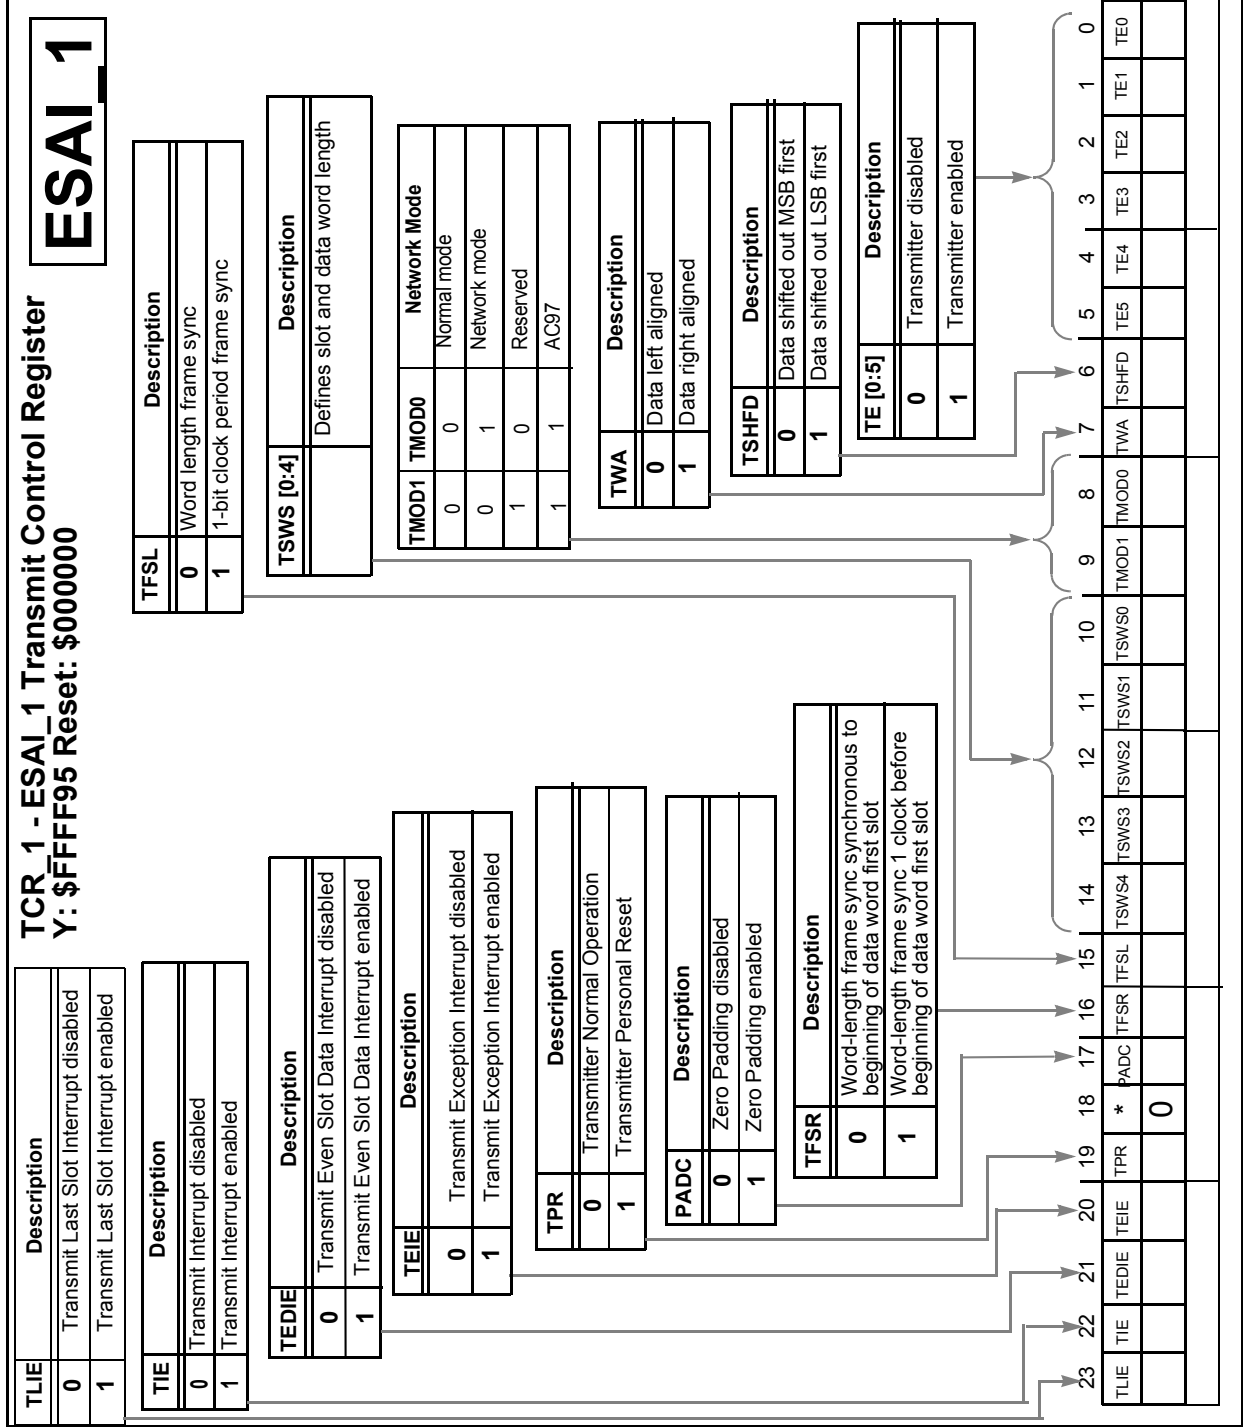 ESAI_1
TCR_1 - ESAI_1 Transmit Control Register
Y: $FFFF95 Reset: $000000
TLIE Description
0 Transmit Last Slot Interrupt disabled
1 Transmit Last Slot Interrupt enabled
TIE Description
0 Transmit Interrupt disabled
1 Transmit Interrupt enabled
TEDIE Description
0 Transmit Even Slot Data Interrupt disabled
1 Transmit Even Slot Data Interrupt enabled
TEIE Description
0 Transmit Exception Interrupt disabled
1 Transmit Exception Interrupt enabled
TPR Description
0 Transmitter Normal Operation
1 Transmitter Personal Reset
PADC Description
0 Zero Padding disabled
1 Zero Padding enabled
TFSR Description
0 Word-length frame sync synchronous to
beginning of data word first slot
1 Word-length frame sync 1 clock before
beginning of data word first slot
TFSL Description
0 Word length frame sync
1 1-bit clock period frame sync
TSWS [0:4] Description
Defines slot and data word length
TMOD1 TMOD0 Network Mode
0 0 Normal mode
0 1 Network mode
1 0 Reserved
1 1 AC97
TWA Description
0 Data left aligned
1 Data right aligned
TSHFD Description
0 Data shifted out MSB first
1 Data shifted out LSB first
TE [0:5] Description
0 Transmitter disabled
1 Transmitter enabled
23 22 21 20 19 18 17 16 15 14 13 12 11 10 9 8 7 6 5 4 3 2 1 0
TLIE TIE TEDIE TEIE TPR * PADC TFSR TFSL TSWS4 TSWS3 TSWS2 TSWS1 TSWS0 TMOD1 TMOD0 TWA TSHFD TE5 TE4 TE3 TE2 TE1 TE0
0